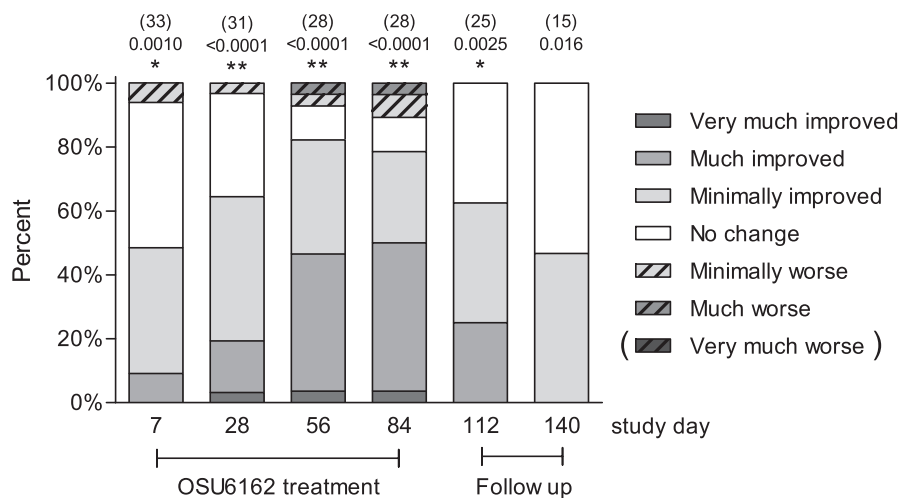 (33) (31) (28) (28) (25) (15)
0.0010 <0.0001 <0.0001 <0.0001 0.0025 0.016
* ** ** ** *
100%
80%
60%
40%
20%
0%
Percent
Very much improved
Much improved
Minimally improved
No change
Minimally worse
Much worse
( Very much worse )
7 28 56 84 112 140 study day
OSU6162 treatment Follow up